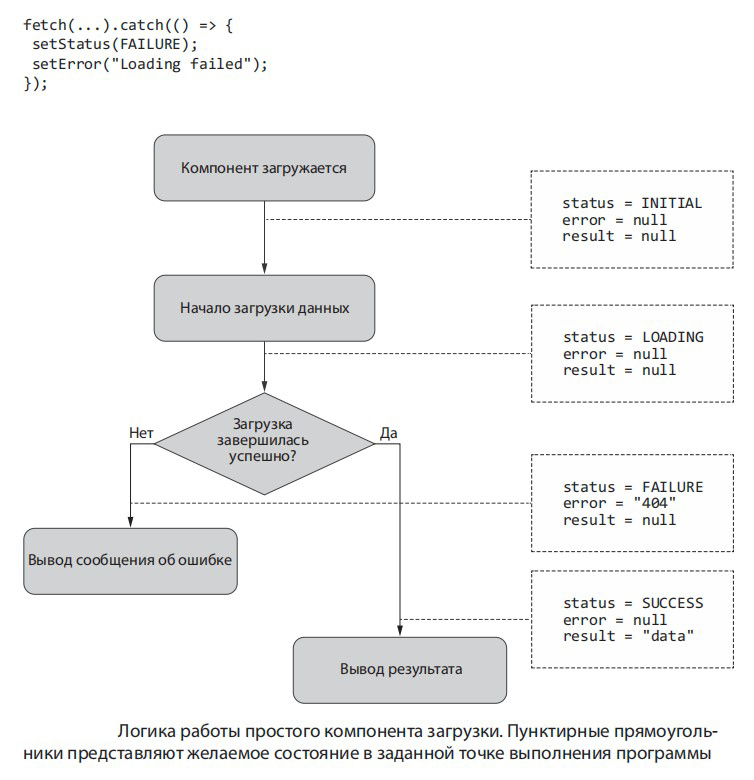 fetch(...).catch(() => {
setStatus(FAILURE);
setError("Loading failed");
});
Компонент загружается
status = INITIAL
error = null
result = null
Начало загрузки данных
status = LOADING
error = null
result = null
Загрузка
завершилась
успешно?
Нет
Да
status = FAILURE
error = "404"
result = null
Вывод сообщения об ошибке
status = SUCCESS
error = null
result = "data"
Вывод результата
Логика работы простого компонента загрузки. Пунктирные прямоуголь-
ники представляют желаемое состояние в заданной точке выполнения программы